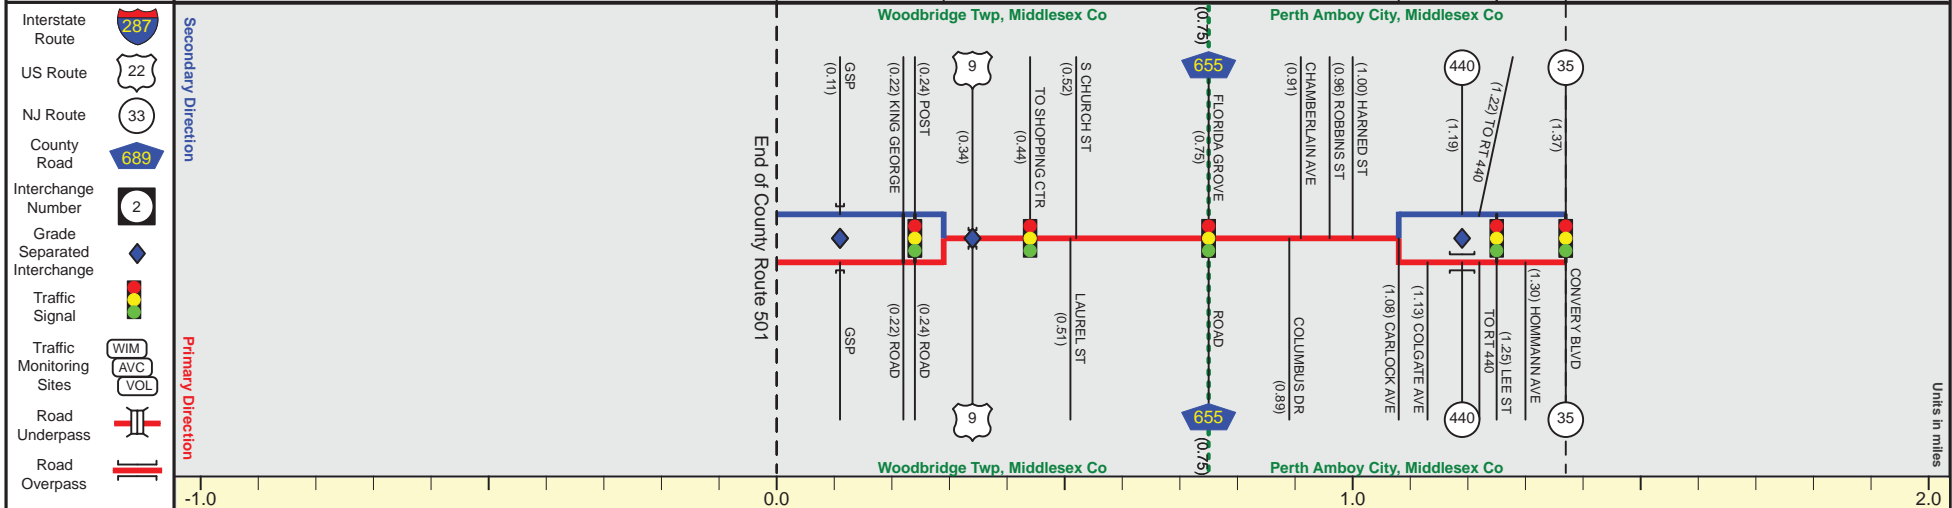 Interstate
Route
287
US Route
22
NJ Route
33
County
Road
689
Interchange
Number
2
Grade
Separated
Interchange
Traffic
Signal
Traffic
Monitoring
Sites
WIM
AVC
VOL
Road
Underpass
Road
Overpass
Secondary Direction
Primary Direction
Woodbridge Twp, Middlesex Co
(0.75)
Perth Amboy City, Middlesex Co
End of County Route 501
GSP
(0.11)
(0.22) KING GEORGE
(0.24) POST
9
(0.34)
TO SHOPPING CTR
(0.44)
S CHURCH ST
(0.52)
655
FLORIDA GROVE
(0.75)
CHAMBERLAIN AVE
(0.91)
(0.96) ROBBINS ST
(1.00) HARNED ST
440
(1.19)
(1.22) TO RT 440
35
(1.37)
GSP
(0.22) ROAD
(0.24) ROAD
9
LAUREL ST
(0.51)
ROAD
655
COLUMBUS DR
(0.89)
(1.08) CARLOCK AVE
(1.13) COLGATE AVE
440
TO RT 440
(1.25) LEE ST
(1.30) HOMMANN AVE
CONVERY BLVD
35
Woodbridge Twp, Middlesex Co
(0.75)
Perth Amboy City, Middlesex Co
Units in miles
-1.0
0.0
1.0
2.0